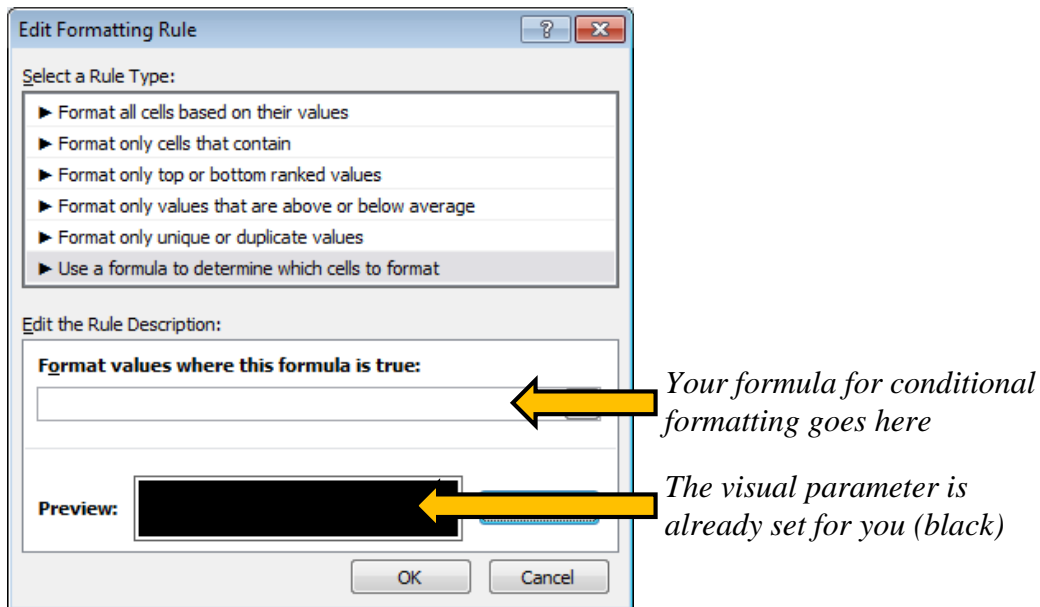 Edit Formatting Rule
Select a Rule Type:
► Format all cells based on their values
► Format only cells that contain
► Format only top or bottom ranked values
► Format only values that are above or below average
► Format only unique or duplicate values
► Use a formula to determine which cells to format
Edit the Rule Description:
Format values where this formula is true:
Your formula for conditional
formatting goes here
Preview:
The visual parameter is
already set for you (black)
OK Cancel